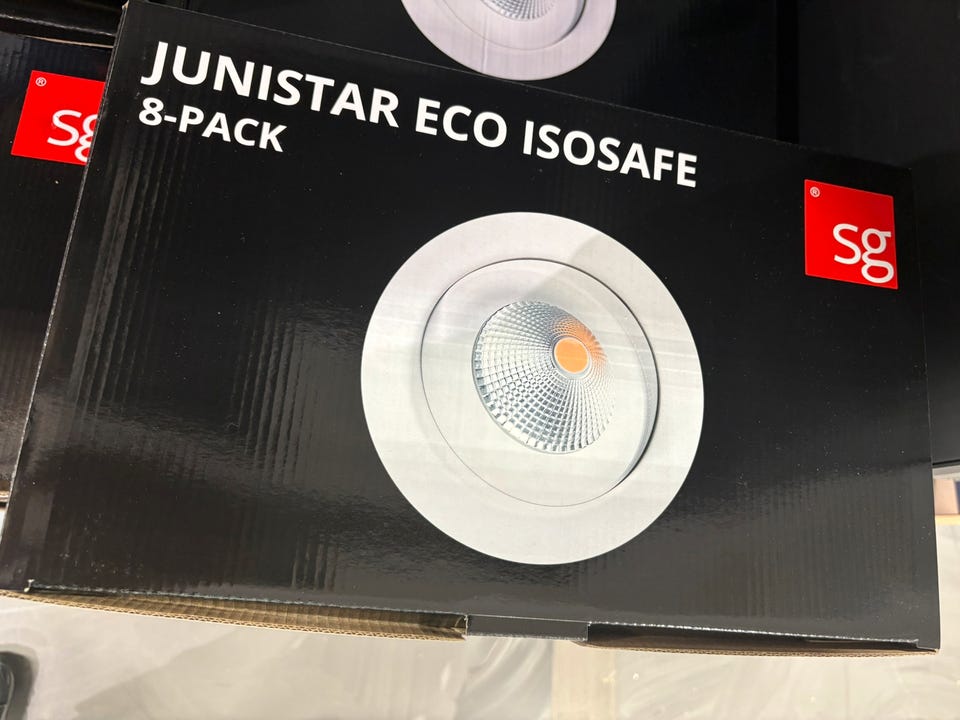 JUNISTAR ECO ISOSAFE
8-PACK
® sg
® sg